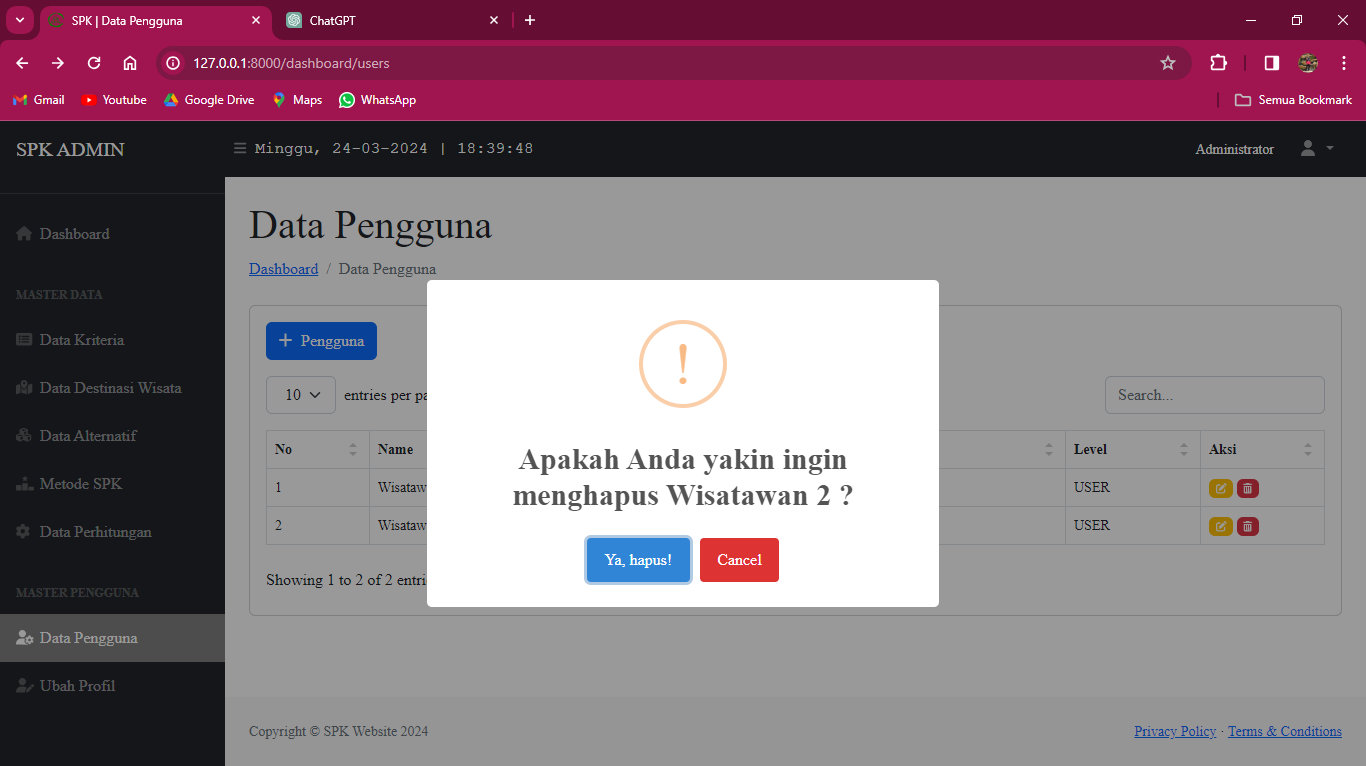 SPK | Data Pengguna
ChatGPT
127.0.0.1:8000/dashboard/users
Gmail
Youtube
Google Drive
Maps
WhatsApp
Semua Bookmark
SPK ADMIN
Minggu, 24-03-2024 | 18:39:48
Administrator
Dashboard
MASTER DATA
Data Kriteria
Data Destinasi Wisata
Data Alternatif
Metode SPK
Data Perhitungan
MASTER PENGGUNA
Data Pengguna
Ubah Profil
Data Pengguna
Dashboard / Data Pengguna
+ Pengguna
10 entries per
Search...
No Name Level Aksi
1 USER
2 USER
Showing 1 to 2 of 2
!
Apakah Anda yakin ingin
menghapus Wisatawan 2 ?
Ya, hapus!
Cancel
Copyright © SPK Website 2024
Privacy Policy · Terms & Conditions